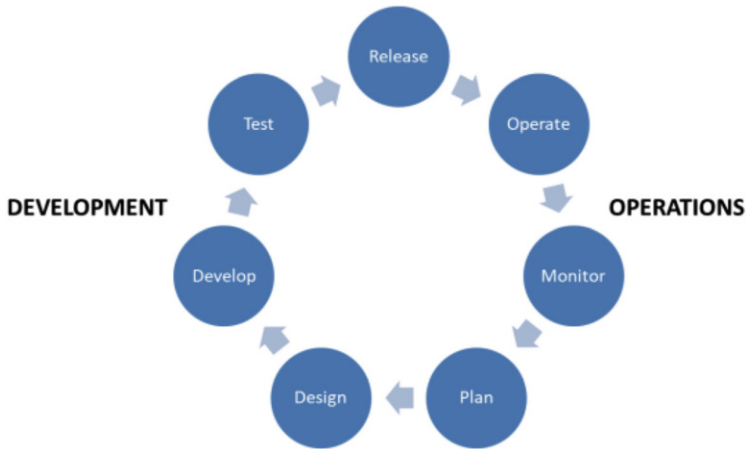 Release
Test
Operate
DEVELOPMENT
OPERATIONS
Develop
Monitor
Design
Plan